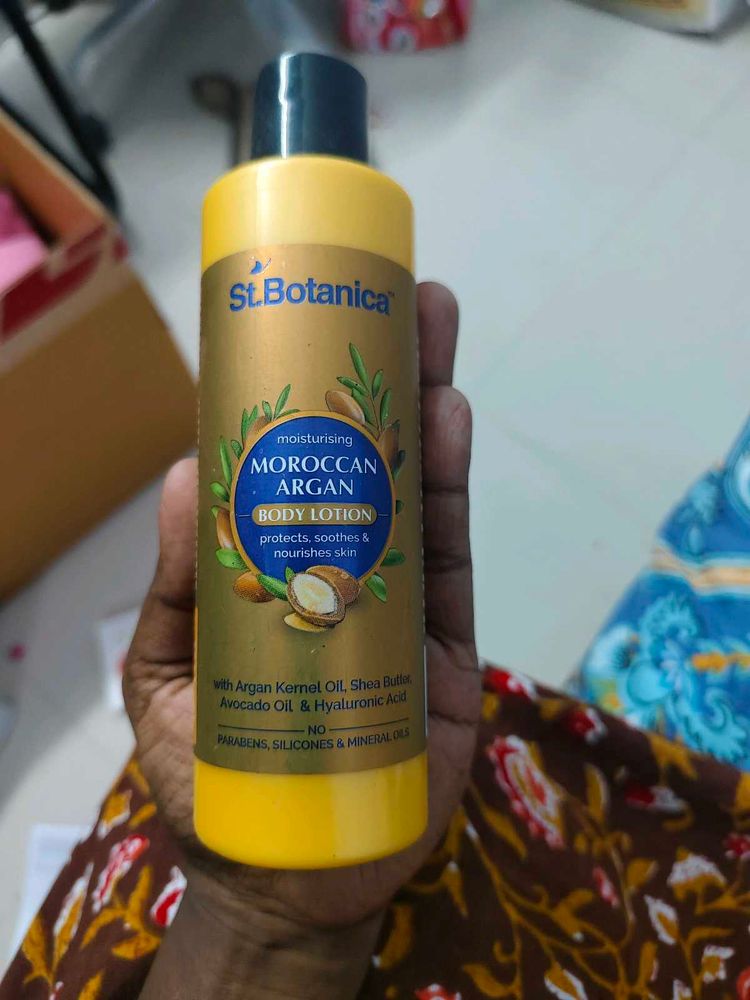 St.Botanica™
moisturising
MOROCCAN
ARGAN
BODY LOTION
protects, soothes &
nourishes skin
with Argan Kernel Oil, Shea Butter,
Avocado Oil & Hyaluronic Acid
NO
PARABENS, SILICONES & MINERAL OILS